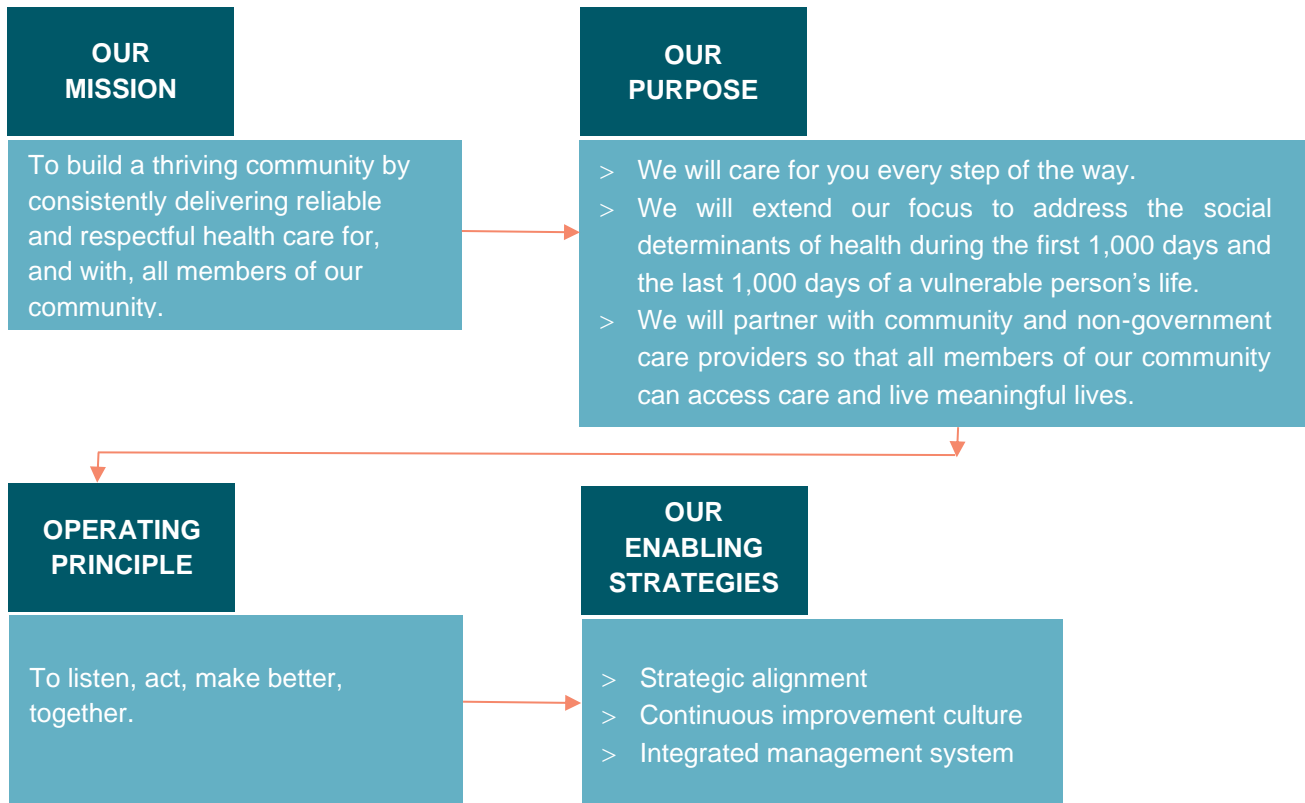 OUR
MISSION
To build a thriving community by
consistently delivering reliable
and respectful health care for,
and with, all members of our
community.
OUR
PURPOSE
> We will care for you every step of the way.
> We will extend our focus to address the social
determinants of health during the first 1,000 days and
the last 1,000 days of a vulnerable person’s life.
> We will partner with community and non-government
care providers so that all members of our community
can access care and live meaningful lives.
OPERATING
PRINCIPLE
To listen, act, make better,
together.
OUR
ENABLING
STRATEGIES
> Strategic alignment
> Continuous improvement culture
> Integrated management system